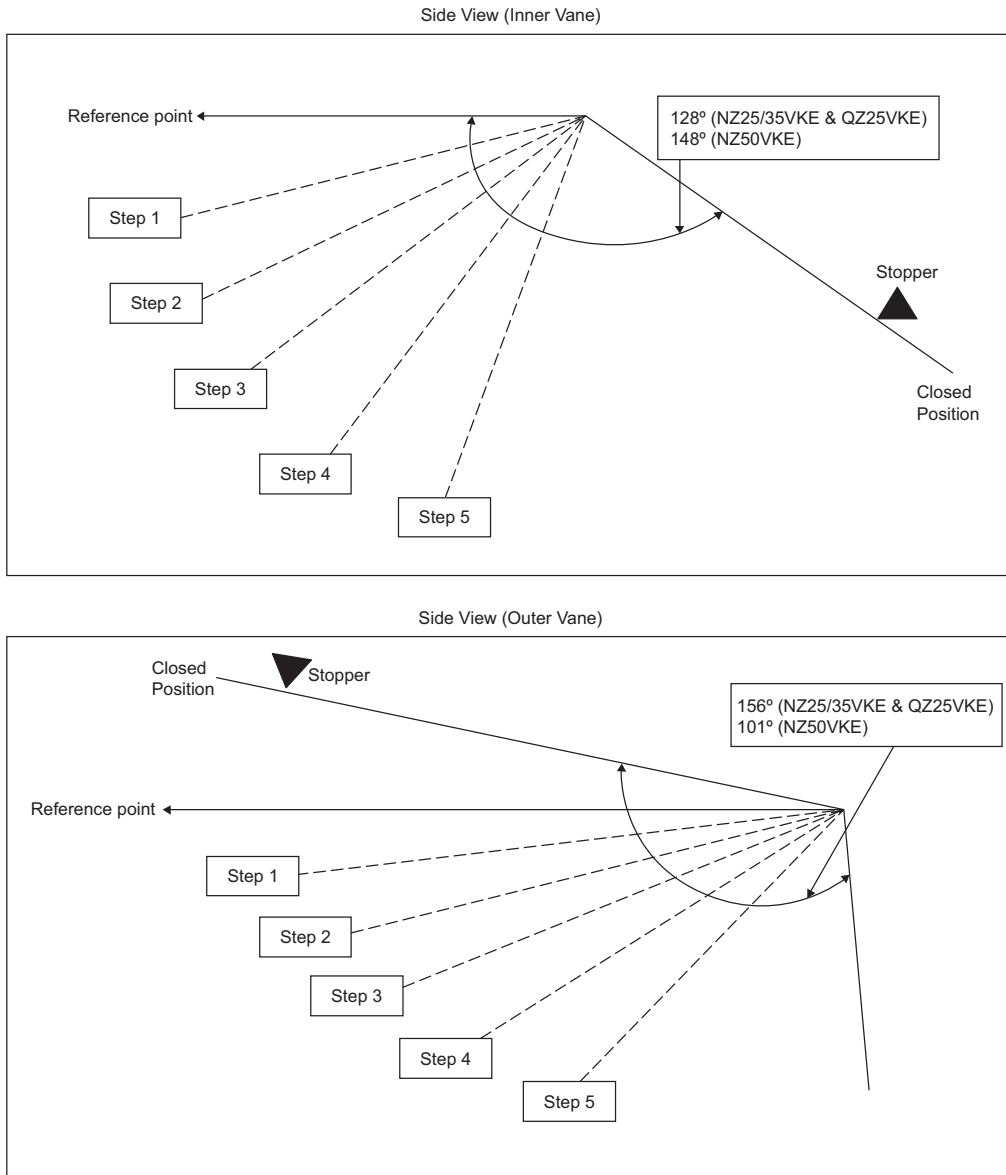 Side View (Inner Vane)
Reference point
128º (NZ25/35VKE & QZ25VKE)
148º (NZ50VKE)
Step 1
Step 2
Step 3
Step 4
Step 5
Stopper
Closed
Position
Side View (Outer Vane)
Closed
Position
Stopper
156º (NZ25/35VKE & QZ25VKE)
101º (NZ50VKE)
Reference point
Step 1
Step 2
Step 3
Step 4
Step 5